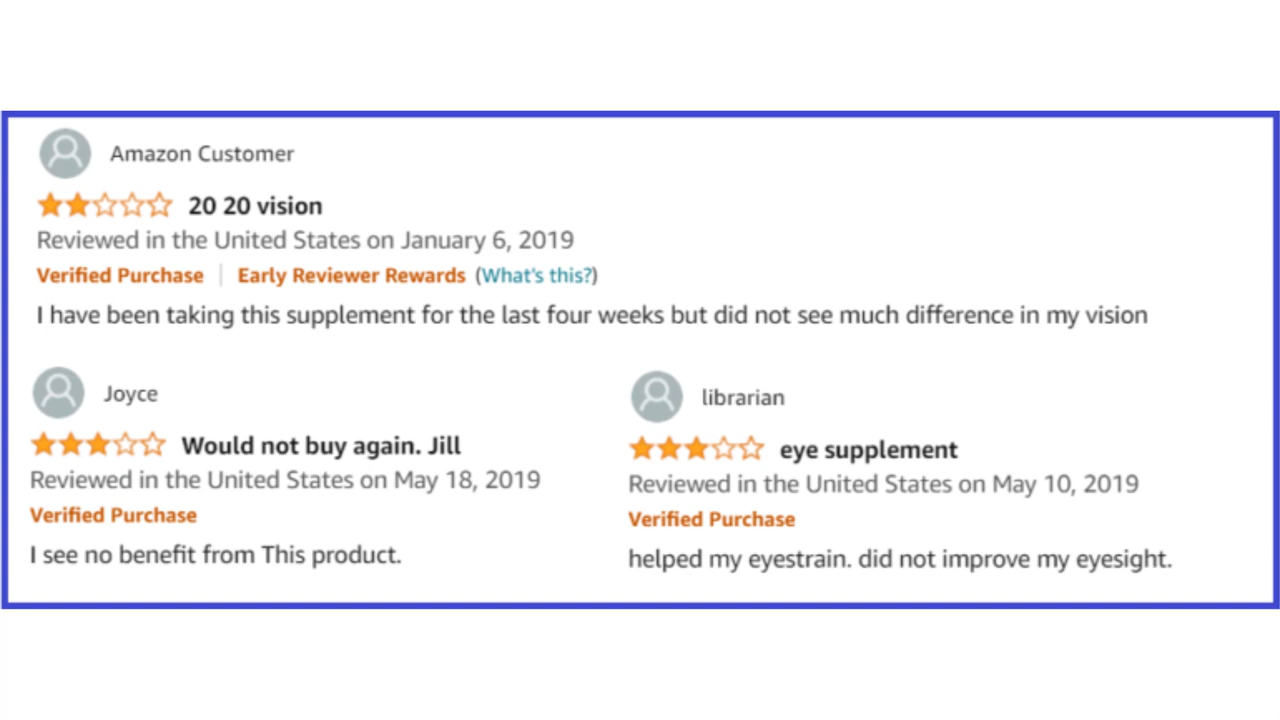 Amazon Customer
20 20 vision
Reviewed in the United States on January 6, 2019
Verified Purchase | Early Reviewer Rewards (What's this?)
I have been taking this supplement for the last four weeks but did not see much difference in my vision
Joyce
Would not buy again. Jill
Reviewed in the United States on May 18, 2019
Verified Purchase
I see no benefit from This product.
librarian
eye supplement
Reviewed in the United States on May 10, 2019
Verified Purchase
helped my eyestrain. did not improve my eyesight.